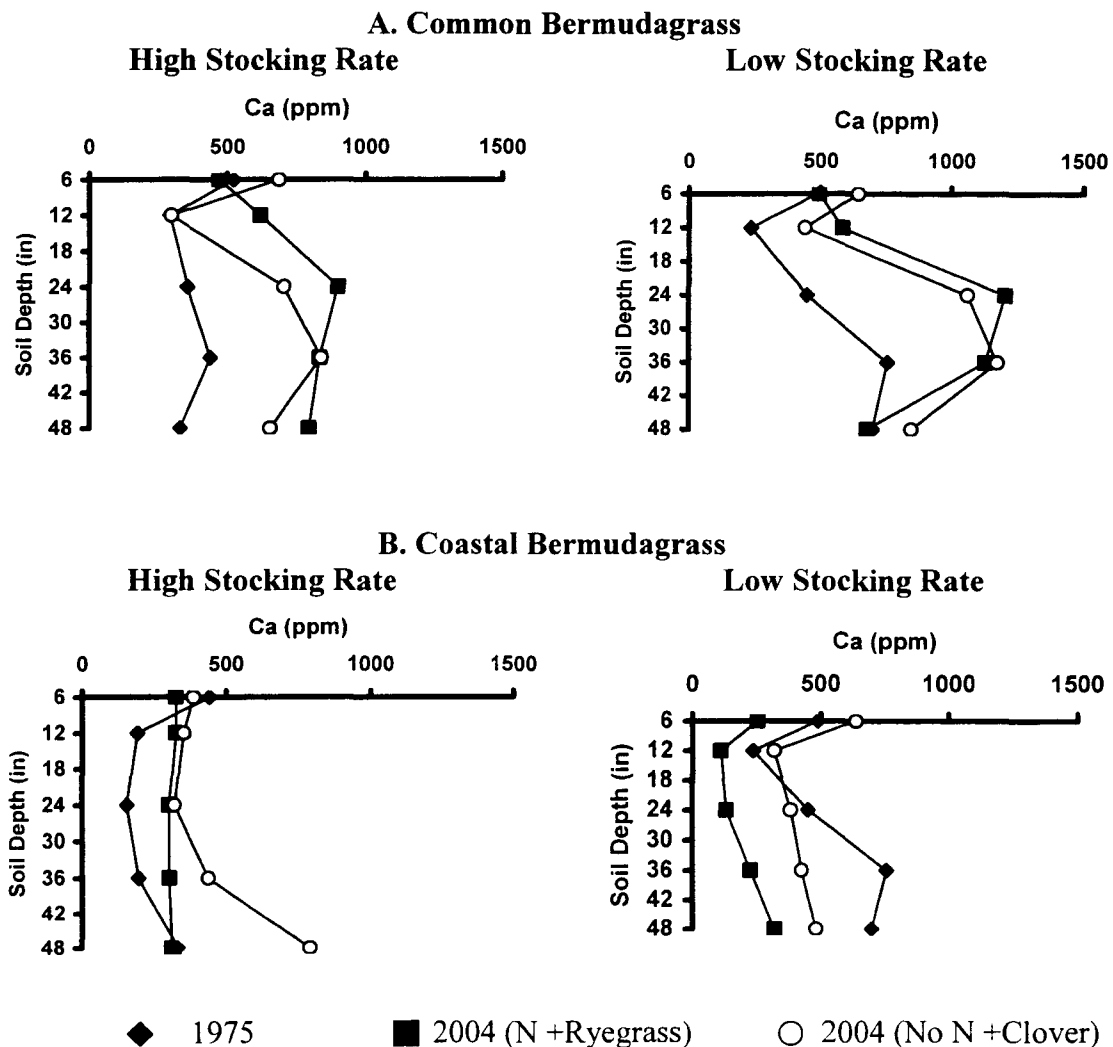 A. Common Bermudagrass
High Stocking Rate
Low Stocking Rate
Ca (ppm)
0 500 1000 1500
Soil Depth (in)
6
12
18
24
30
36
42
48
Ca (ppm)
0 500 1000 1500
Soil Depth (in)
6
12
18
24
30
36
42
48
B. Coastal Bermudagrass
High Stocking Rate
Low Stocking Rate
Ca (ppm)
0 500 1000 1500
Soil Depth (in)
6
12
18
24
30
36
42
48
Ca (ppm)
0 500 1000 1500
Soil Depth (in)
6
12
18
24
30
36
42
48
1975 2004 (N +Ryegrass) 2004 (No N +Clover)